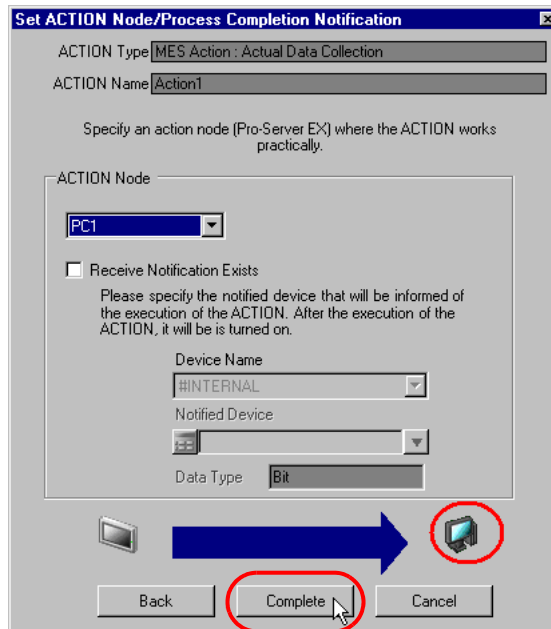 Set ACTION Node/Process Completion Notification
ACTION Type MES Action : Actual Data Collection
ACTION Name Action1
Specify an action node (Pro-Server EX) where the ACTION works
practically.
ACTION Node
PC1
Receive Notification Exists
Please specify the notified device that will be informed of
the execution of the ACTION. After the execution of the
ACTION, it will be is turned on.
Device Name
#INTERNAL
Notified Device
Data Type Bit
Back Complete Cancel